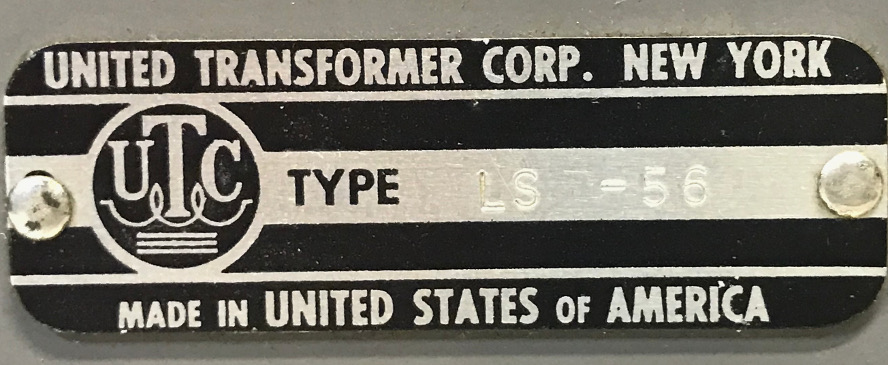 UNITED TRANSFORMER CORP. NEW YORK
UTC
TYPE LS -56
MADE IN UNITED STATES OF AMERICA